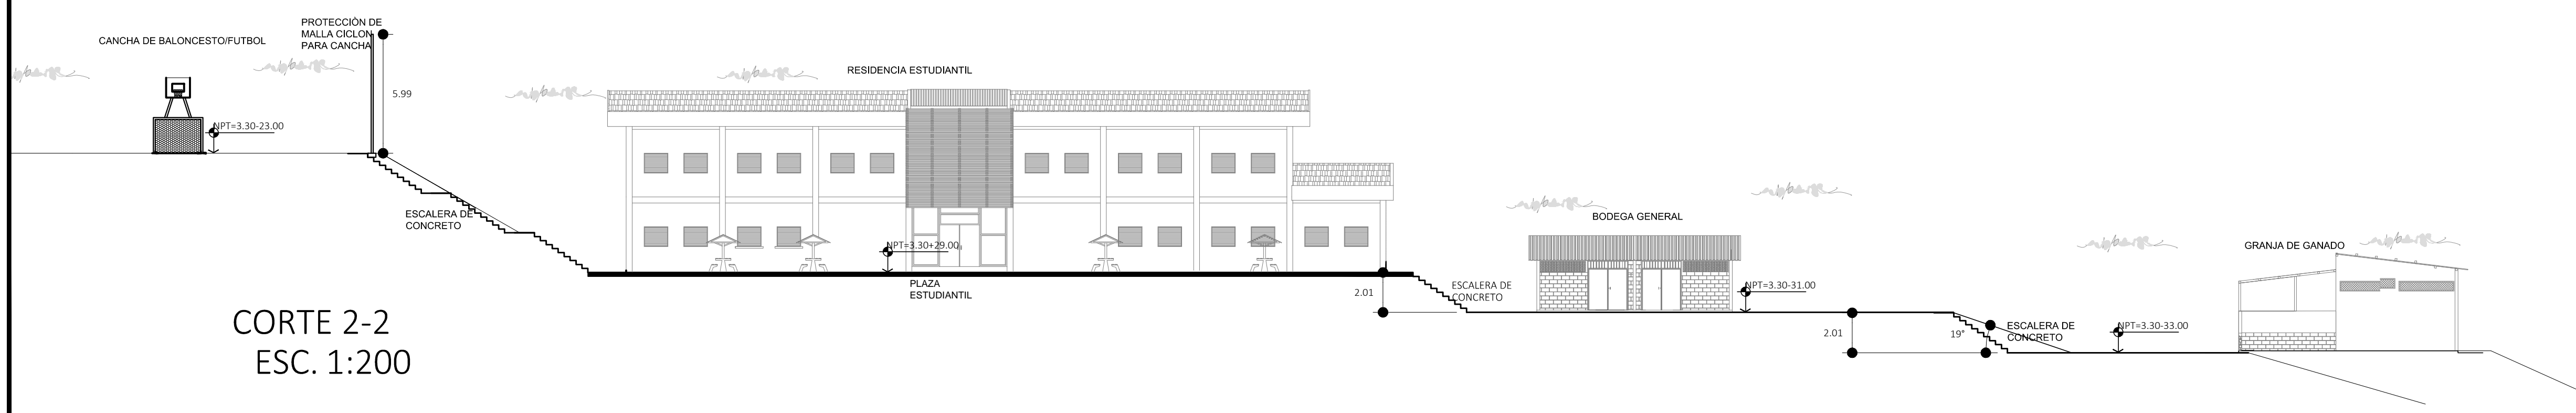 CANCHA DE BALONCESTO/FUTBOL
PROTECCIÓN DE
MALLA CICLON
PARA CANCHA
5.99
NPT=3.30-23.00
ESCALERA DE
CONCRETO
RESIDENCIA ESTUDIANTIL
NPT=3.30+29.00
PLAZA
ESTUDIANTIL
2.01
ESCALERA DE
CONCRETO
BODEGA GENERAL
NPT=3.30-31.00
2.01
19°
ESCALERA DE
CONCRETO
NPT=3.30-33.00
GRANJA DE GANADO
CORTE 2-2
ESC. 1:200